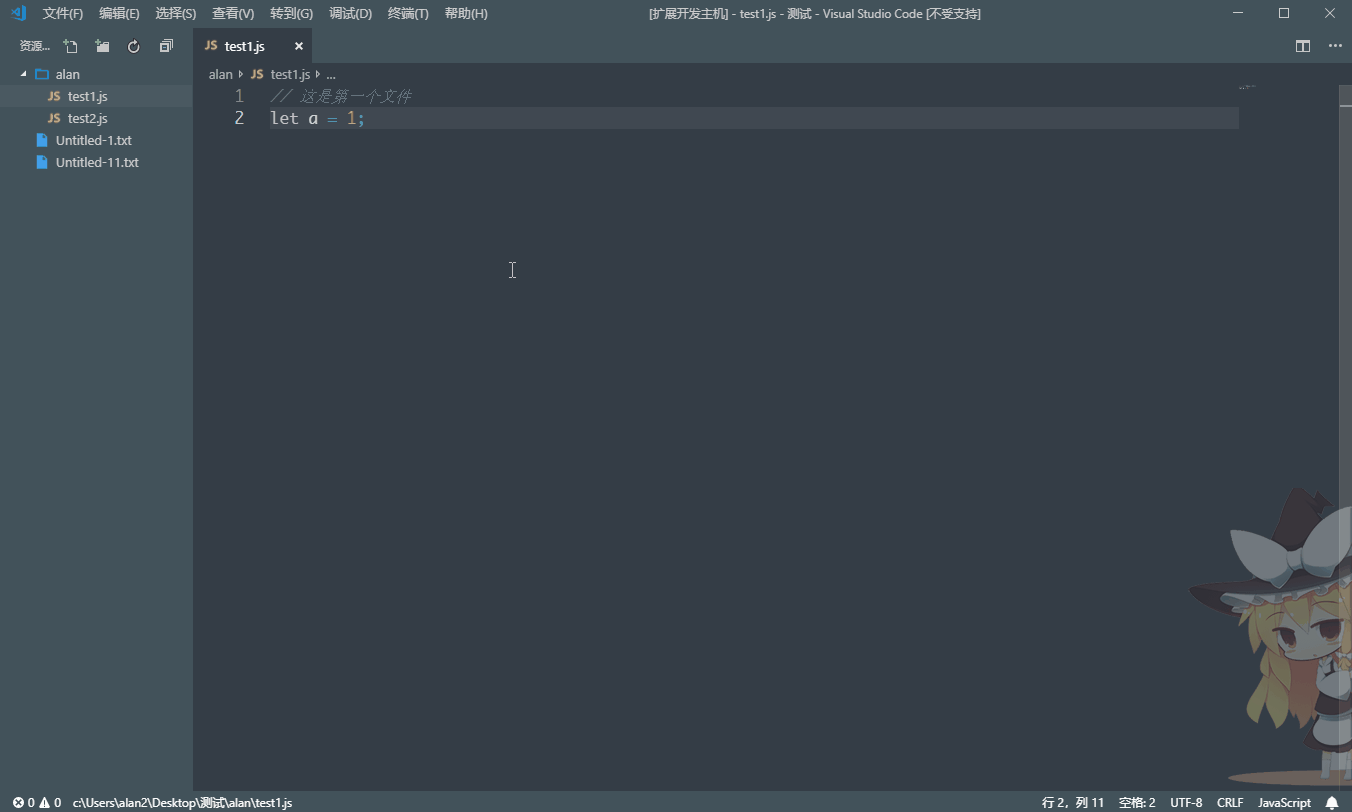 文件(F) 编辑(E) 选择(S) 查看(V) 转到(G) 调试(D) 终端(T) 帮助(H) [扩展开发主机] - test1.js - 测试 - Visual Studio Code [不受支持]
资源... JS test1.js ×
alan
JS test1.js
JS test2.js
Untitled-1.txt
Untitled-11.txt
alan JS test1.js ...
1 // 这是第一个文件
2 let a = 1;
0 0 c:\Users\alan2\Desktop\测试\alan\test1.js 行 2，列 11 空格: 2 UTF-8 CRLF JavaScript